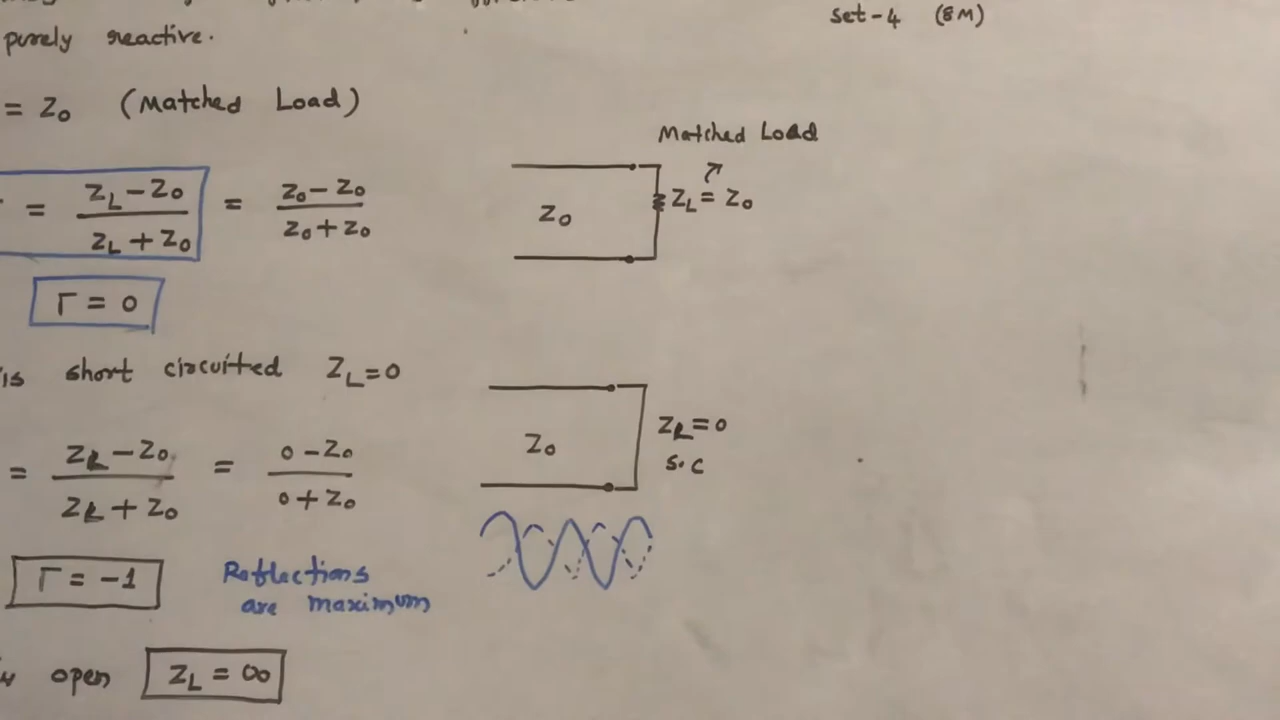 set-4 (8M)
purely reactive.
= Z₀ (Matched Load)
Matched Load
= (Z_L - Z₀) / (Z_L + Z₀) = (Z₀ - Z₀) / (Z₀ + Z₀)
Z₀
Z_L = Z₀
Γ = 0
is short circuited Z_L = 0
Z₀
Z_L = 0
S.C
= (Z_L - Z₀) / (Z_L + Z₀) = (0 - Z₀) / (0 + Z₀)
Γ = -1
Reflections
are maximum
open Z_L = ∞